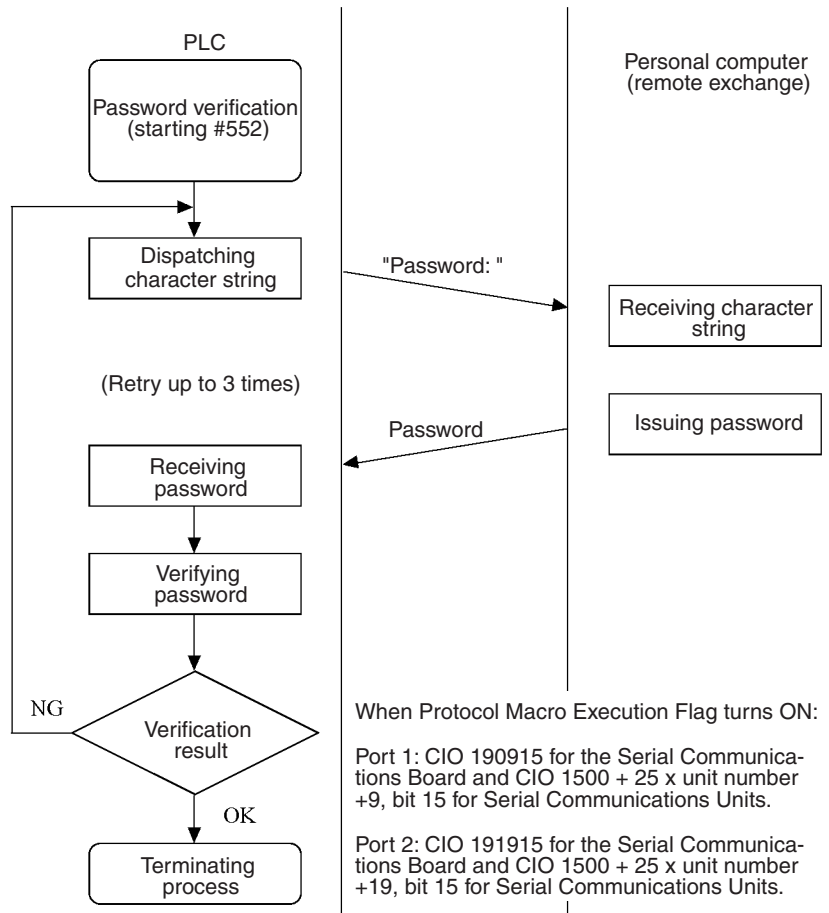 PLC
Personal computer
(remote exchange)
Password verification
(starting #552)
Dispatching
character string
"Password: "
Receiving character
string
(Retry up to 3 times)
Issuing password
Password
Receiving
password
Verifying
password
NG
Verification
result
OK
Terminating
process
When Protocol Macro Execution Flag turns ON:
Port 1: CIO 190915 for the Serial Communica-
tions Board and CIO 1500 + 25 x unit number
+9, bit 15 for Serial Communications Units.
Port 2: CIO 191915 for the Serial Communica-
tions Board and CIO 1500 + 25 x unit number
+19, bit 15 for Serial Communications Units.